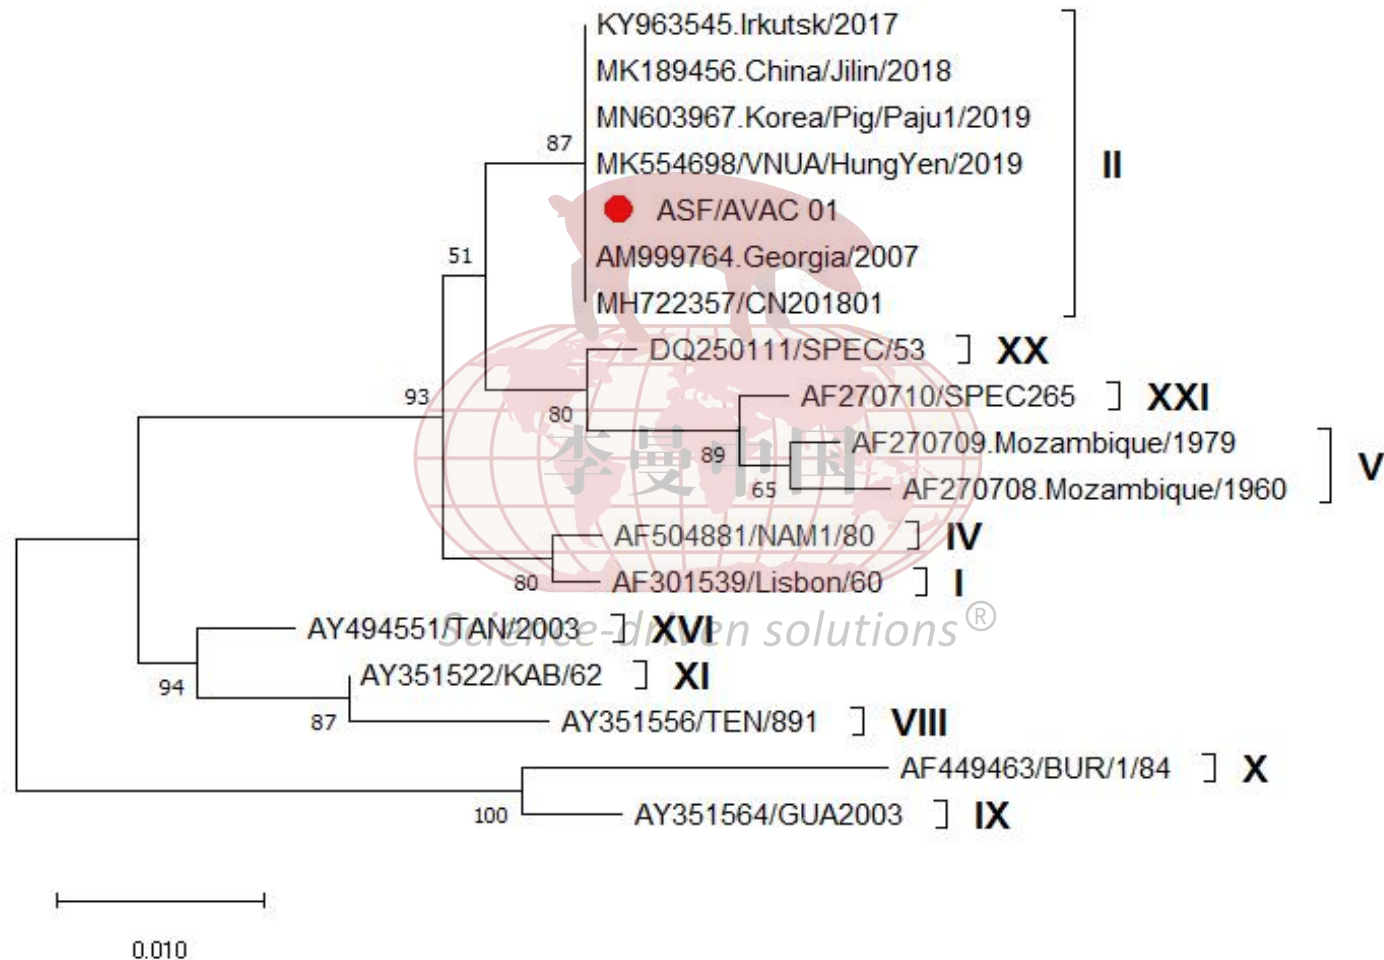 KY963545.Irkutsk/2017
MK189456.China/Jilin/2018
MN603967.Korea/Pig/Paju1/2019
87
MK554698/VNUA/HungYen/2019
II
ASF/AVAC 01
51
AM999764.Georgia/2007
MH722357/CN201801
DQ250111/SPEC/53
XX
93
AF270710/SPEC265
XXI
80
AF270709.Mozambique/1979
李曼中国
89
V
65
AF270708.Mozambique/1960
AF504881/NAM1/80
IV
80
AF301539/Lisbon/60
I
Science-driven solutions®
AY494551/TAN/2003
XVI
AY351522/KAB/62
XI
94
87
AY351556/TEN/891
VIII
AF449463/BUR/1/84
X
100
AY351564/GUA2003
IX
0.010